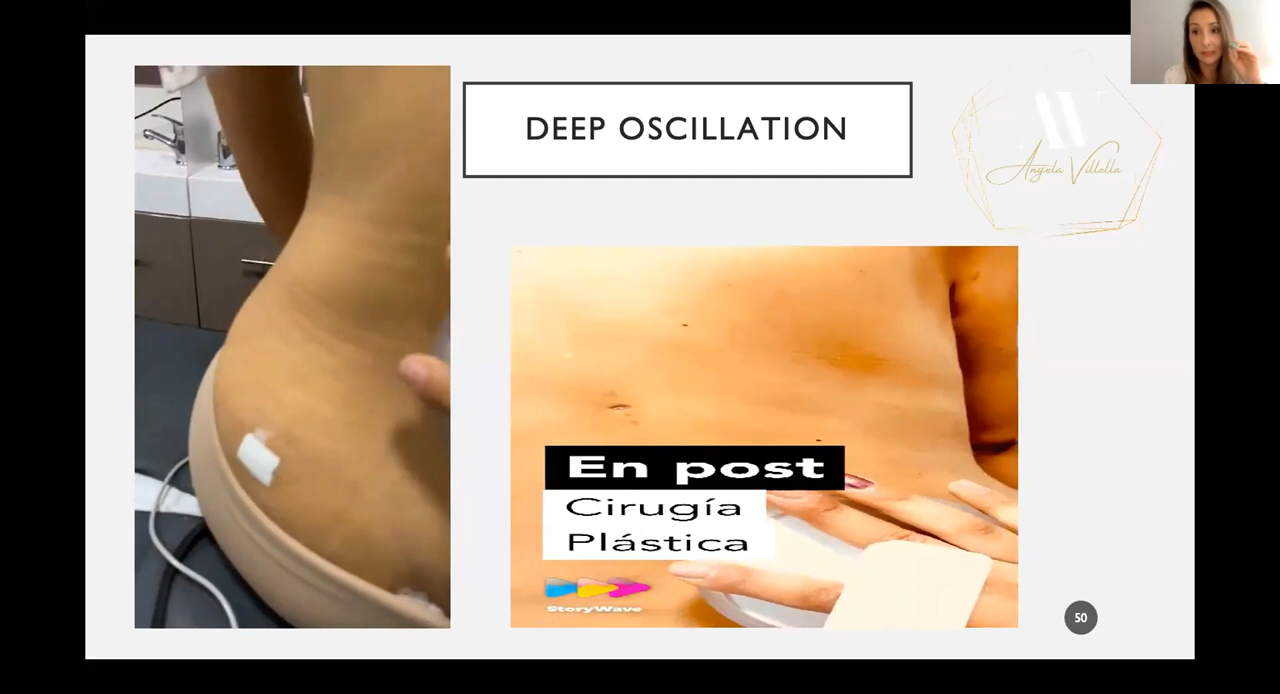 DEEP OSCILLATION
Angela Villella
En post
Cirugía
Plástica
StoryWave
50